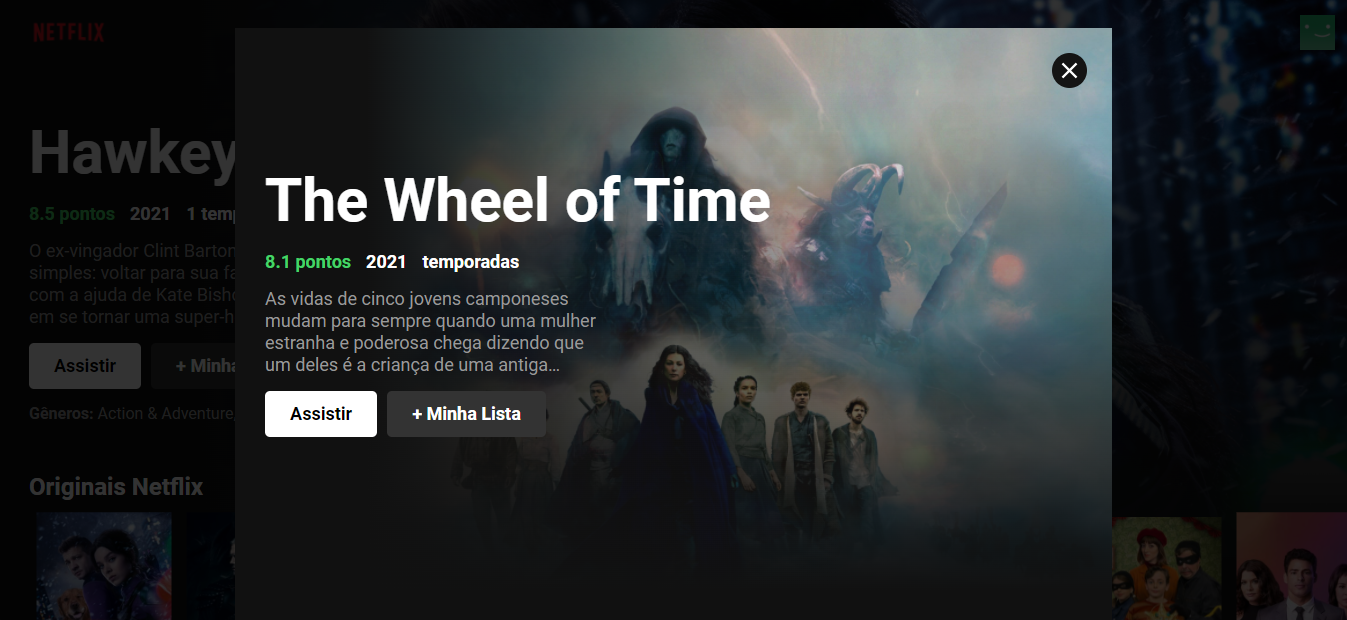 NETFLIX
Hawkey
8.5 pontos 2021 1 temp
O ex-vingador Clint Barton
simples: voltar para sua fa
com a ajuda de Kate Bisho
em se tornar uma super-h
Assistir + Minha
Gêneros: Action & Adventure,
Originais Netflix
The Wheel of Time
8.1 pontos 2021 temporadas
As vidas de cinco jovens camponeses
mudam para sempre quando uma mulher
estranha e poderosa chega dizendo que
um deles é a criança de uma antiga...
Assistir + Minha Lista